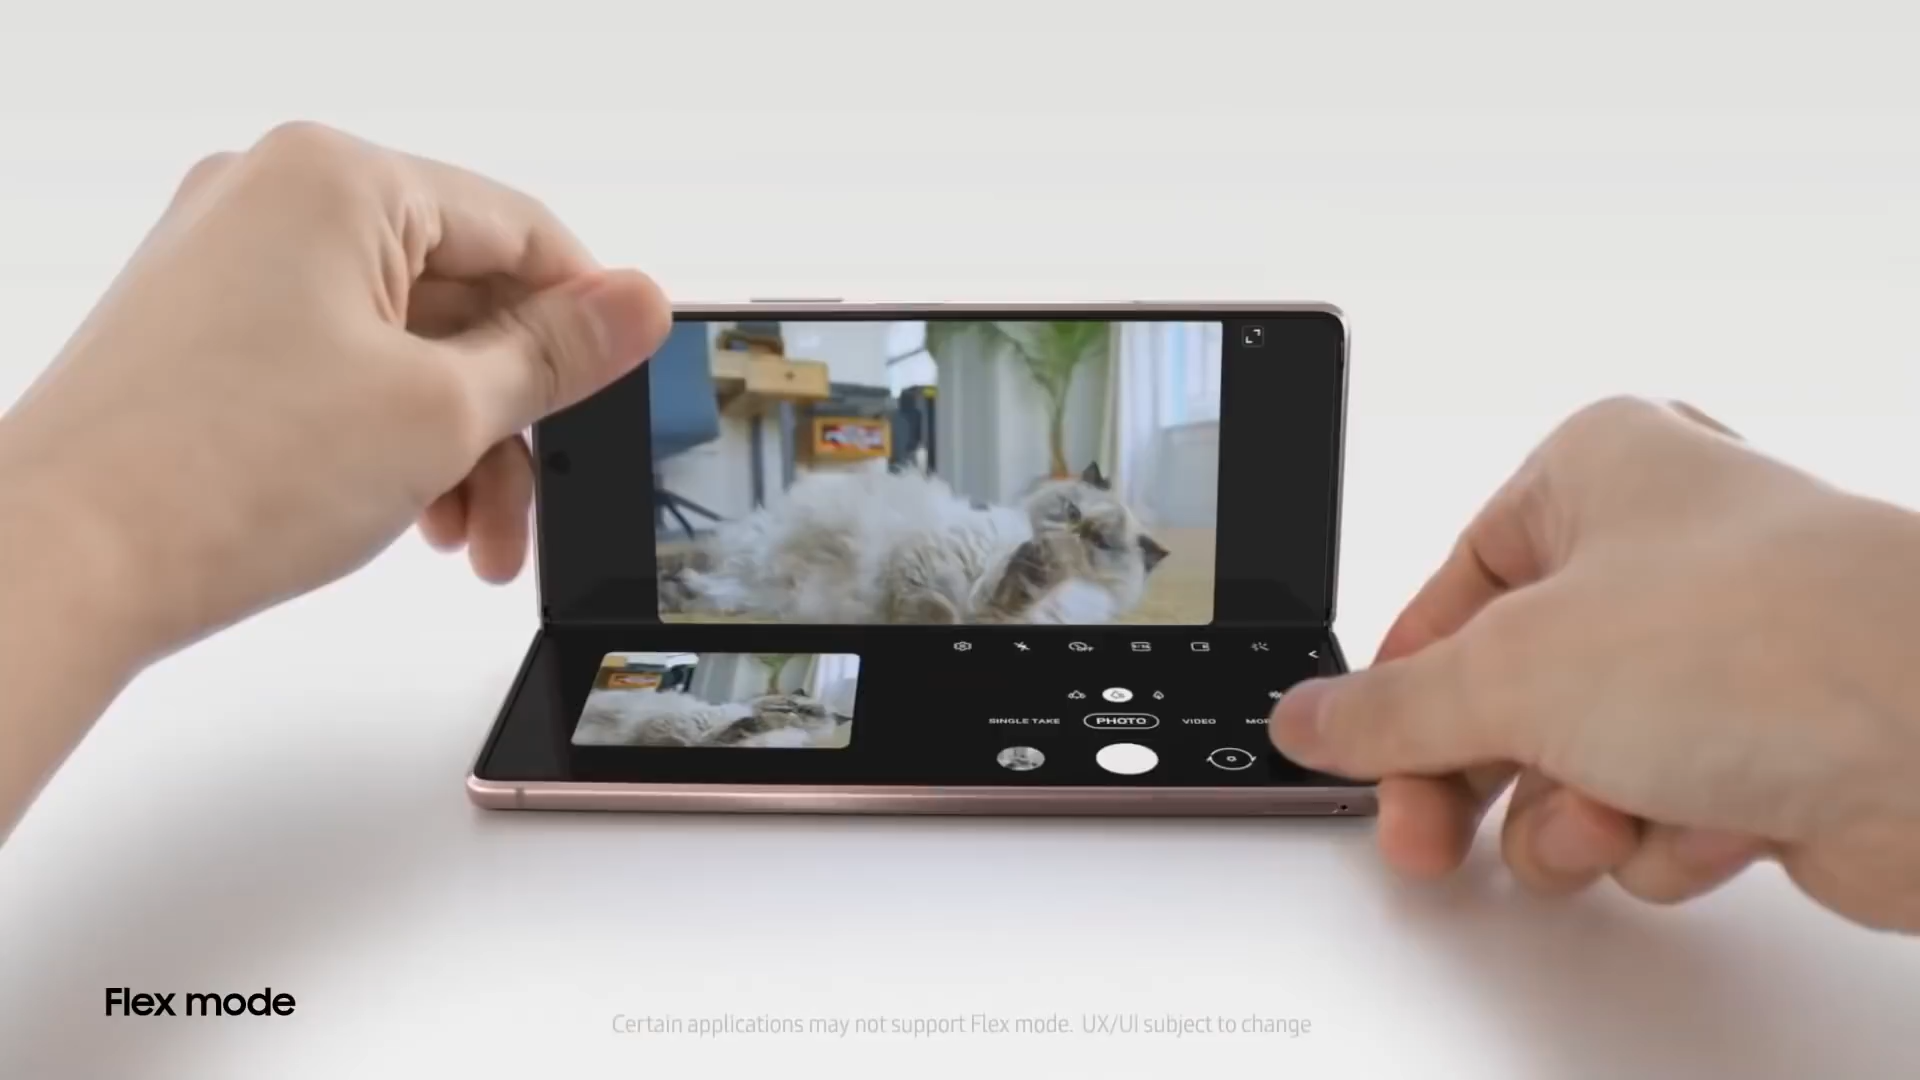 SINGLE TAKE
PHOTO
VIDEO
Flex mode
Certain applications may not support Flex mode. UX/UI subject to change